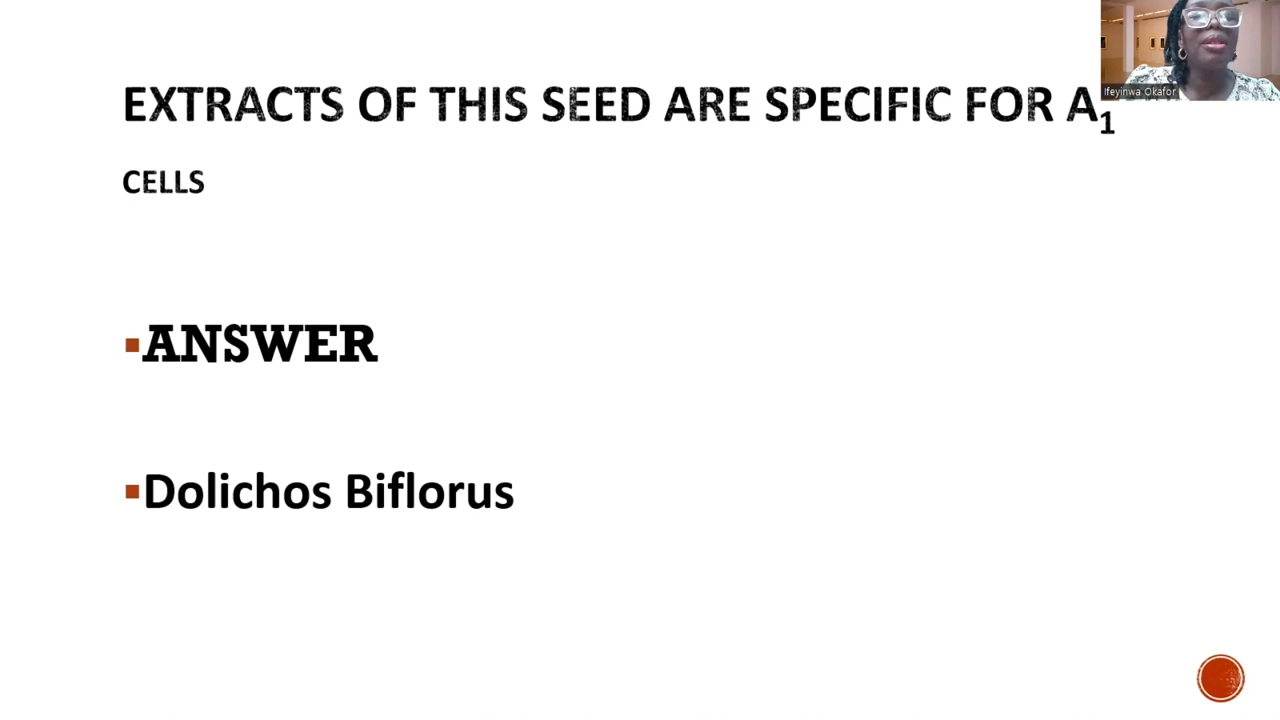 EXTRACTS OF THIS SEED ARE SPECIFIC FOR A₁
CELLS
Ifeyinwa Okafor
▪ANSWER
▪Dolichos Biflorus